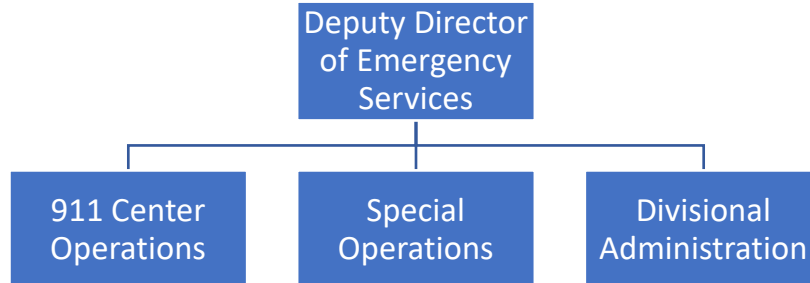 Deputy Director
of Emergency
Services
911 Center
Operations
Special
Operations
Divisional
Administration